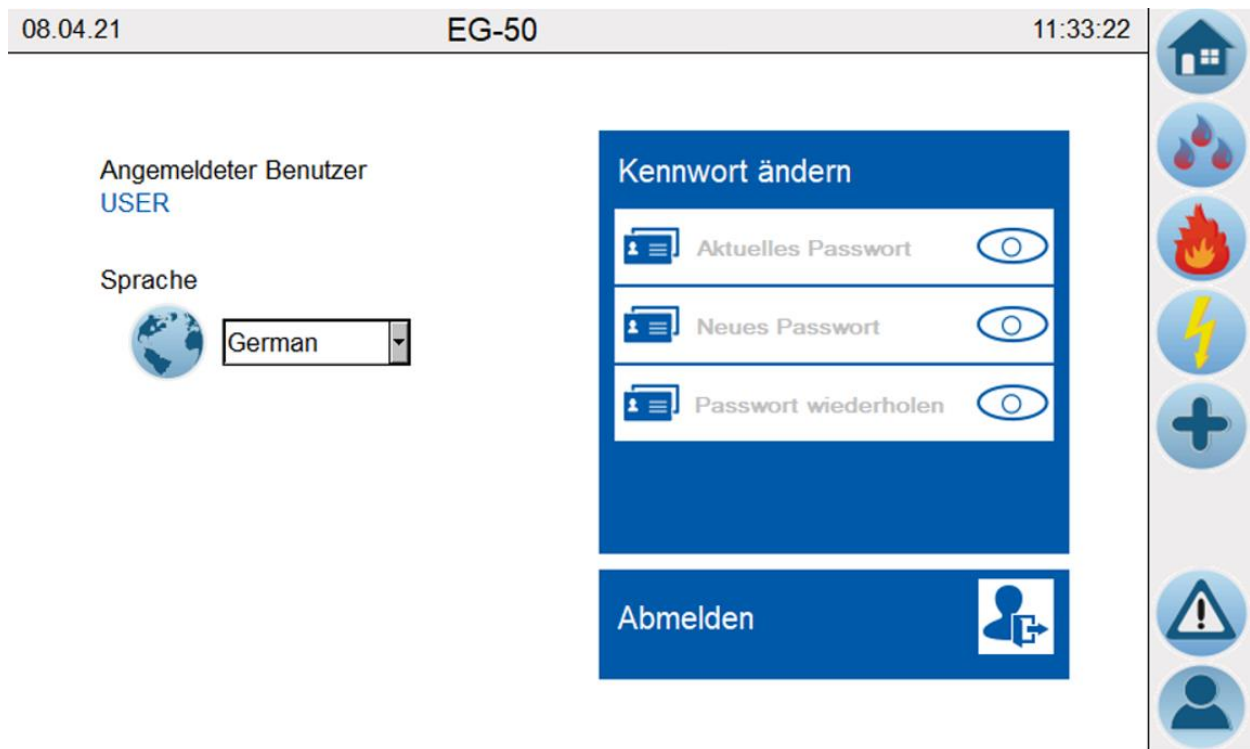 08.04.21 EG-50 11:33:22
Angemeldeter Benutzer
USER
Sprache
German
Kennwort ändern
Aktuelles Passwort
Neues Passwort
Passwort wiederholen
Abmelden